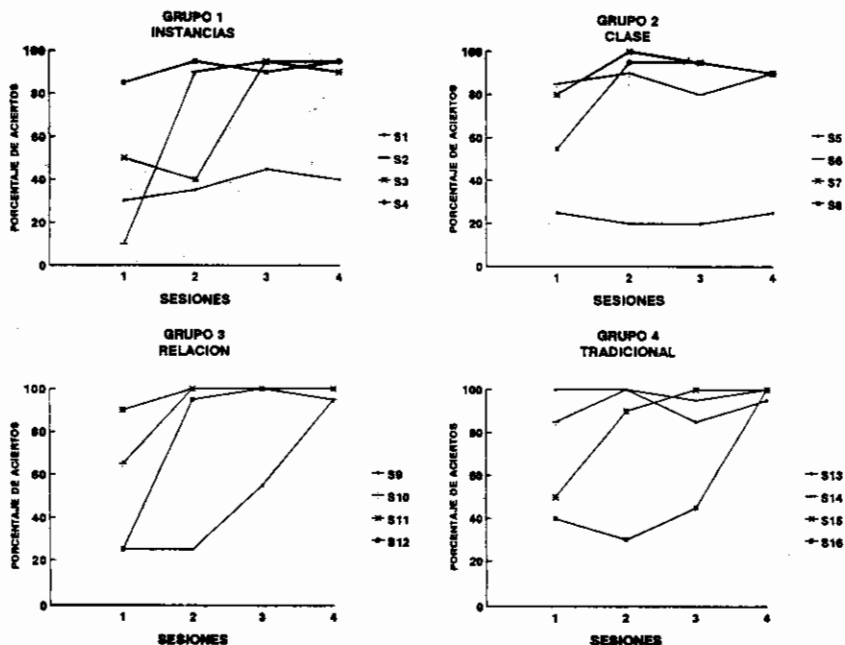 GRUPO 1
INSTANCIAS
PORCENTAJE DE ACIERTOS
100
80
60
40
20
0
1 2 3 4
SESIONES
S1
S2
S3
S4
GRUPO 2
CLASE
PORCENTAJE DE ACIERTOS
100
80
60
40
20
0
1 2 3 4
SESIONES
S5
S6
S7
S8
GRUPO 3
RELACION
PORCENTAJE DE ACIERTOS
100
80
60
40
20
0
1 2 3 4
SESIONES
S9
S10
S11
S12
GRUPO 4
TRADICIONAL
PORCENTAJE DE ACIERTOS
100
80
60
40
20
0
1 2 3 4
SESIONES
S13
S14
S15
S16